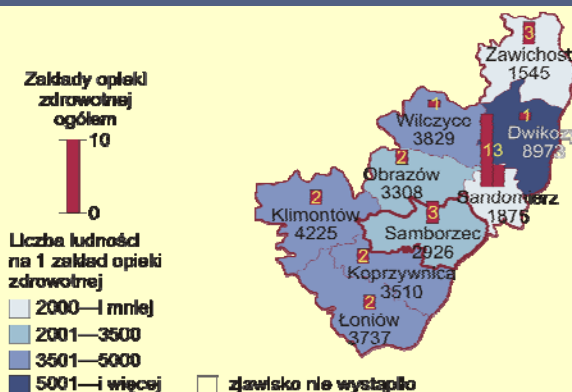 Zakłady opieki
zdrowotnej
ogółem
10
0
Liczba ludności
na 1 zakład opieki
zdrowotnej
2000—i mniej
2001—3500
3501—5000
5001—i więcej
zjawisko nie wystąpiło
3
Zawichost
1545
1
Wilczyce
3829
1
Dwikozy
8973
13
Sandomierz
1875
2
Obrazów
3308
2
Klimontów
4225
3
Samborzec
2926
2
Koprzywnica
3510
2
Łoniów
3737